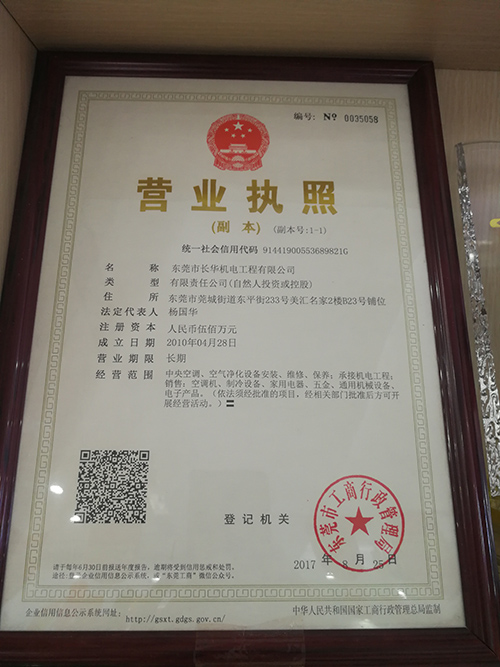 编号: № 0035058
营业执照
(副 本) (副本号:1-1)
统一社会信用代码 91441900553689821G
名 称 东莞市长华机电工程有限公司
类 型 有限责任公司(自然人投资或控股)
住 所 东莞市莞城街道东平街233号美汇名家2楼B23号铺位
法定代表人 杨国华
注册资本 人民币伍佰万元
成立日期 2010年04月28日
营业期限 长期
经营范围 中央空调、空气净化设备安装、维修、保养；承接机电工程；
销售：空调机、制冷设备、家用电器、五金、通用机械设备、
电子产品。（依法须经批准的项目，经相关部门批准后方可开
展经营活动。）
东莞市工商行政管理局
登记机关
2017 年 8 月 25 日
请于每年6月30日前报送年度报告，逾期将受到信用惩戒和处罚。
途径：登录企业信用信息公示系统，或“东莞工商”微信公众号。
企业信用信息公示系统网址: http://gsxt.gdgs.gov.cn/
中华人民共和国国家工商行政管理总局监制